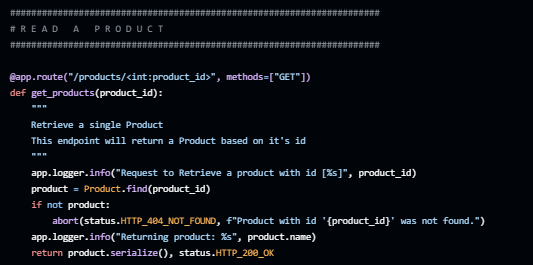 ######################################################################
# R E A D   A   P R O D U C T
######################################################################
@app.route("/products/<int:product_id>", methods=["GET"])
def get_products(product_id):
    """
    Retrieve a single Product
    This endpoint will return a Product based on it's id
    """
    app.logger.info("Request to Retrieve a product with id [%s]", product_id)
    product = Product.find(product_id)
    if not product:
        abort(status.HTTP_404_NOT_FOUND, f"Product with id '{product_id}' was not found.")
    app.logger.info("Returning product: %s", product.name)
    return product.serialize(), status.HTTP_200_OK